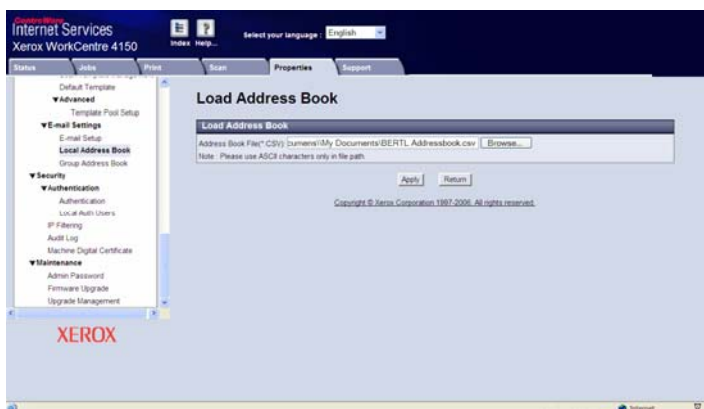 CentreWare
Internet Services
Xerox WorkCentre 4150
Index Help...
Select your language : English
Status Jobs Print Scan Properties Support
Default Template
▼Advanced
Template Pool Setup
▼E-mail Settings
E-mail Setup
Local Address Book
Group Address Book
▼Security
▼Authentication
Authentication
Local Auth Users
IP Filtering
Audit Log
Machine Digital Certificate
▼Maintenance
Admin Password
Firmware Upgrade
Upgrade Management
XEROX
Load Address Book
Load Address Book
Address Book File(*.CSV) cumens\\My Documents\BERTL Addressbook.csv Browse...
Note : Please use ASCII characters only in file path
Apply Return
Copyright © Xerox Corporation 1997-2006. All rights reserved.
Internet